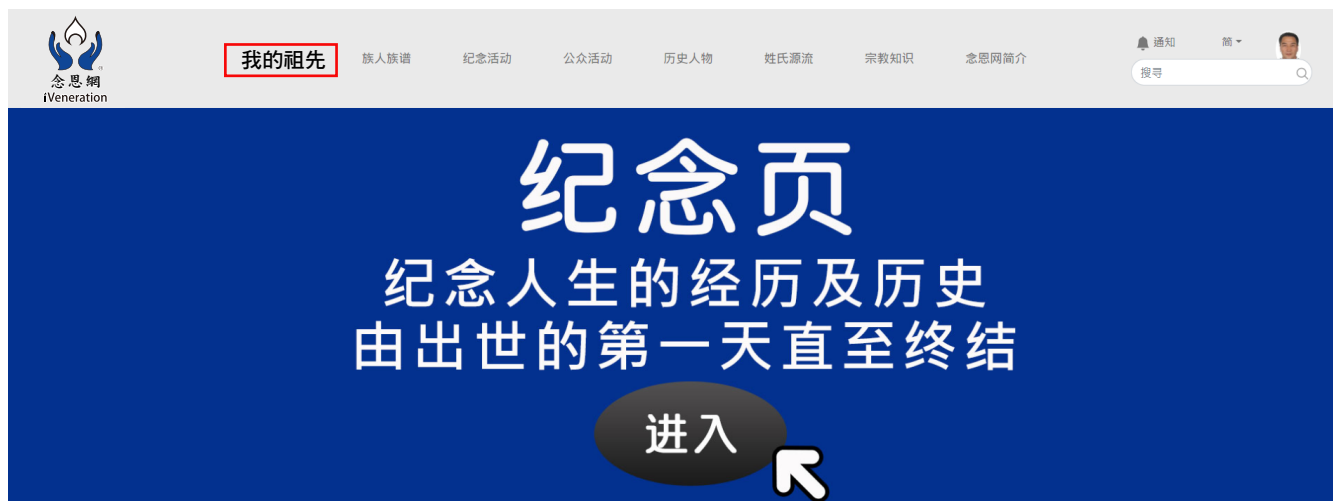 念恩網
iVeneration
我的祖先
族人族谱
纪念活动
公众活动
历史人物
姓氏源流
宗教知识
念恩网简介
通知
简
搜寻
纪念页
纪念人生的经历及历史
由出世的第一天直至终结
进入